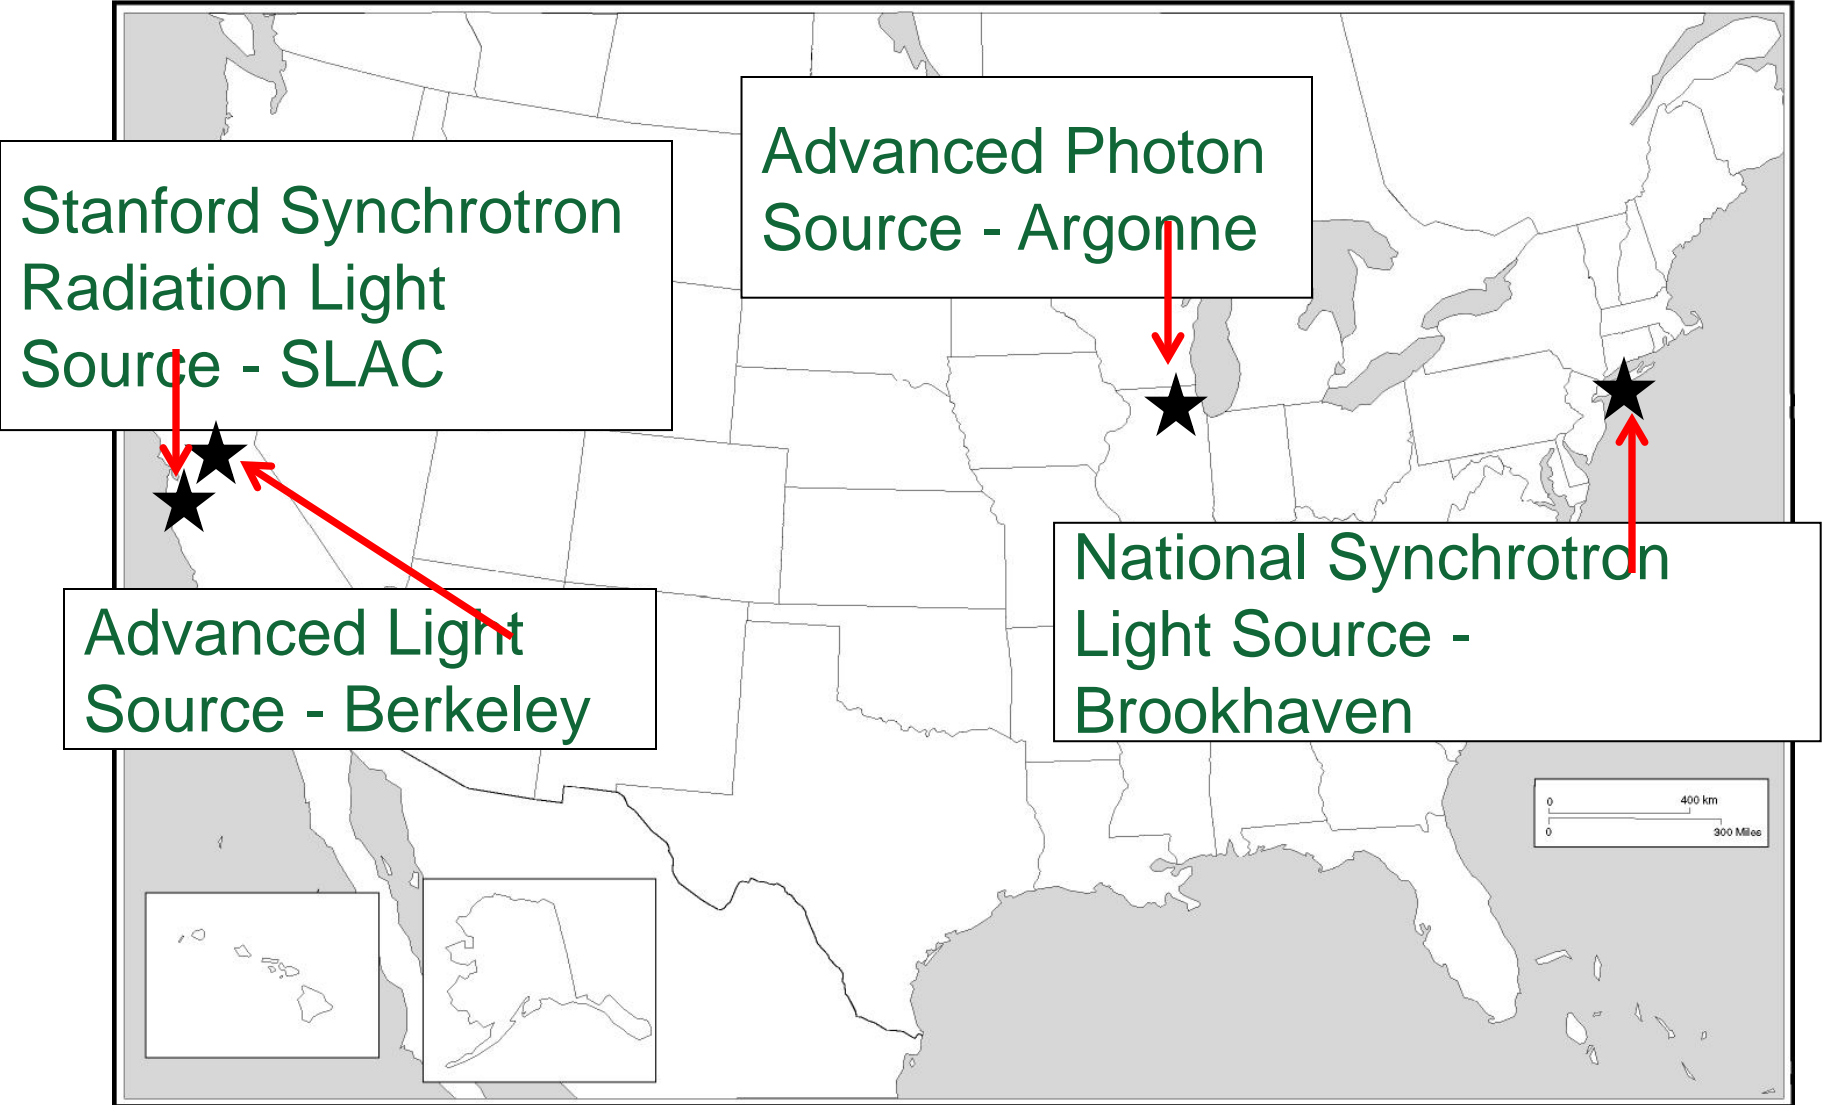 Advanced Photon
Source - Argonne
Stanford Synchrotron
Radiation Light
Source - SLAC
National Synchrotron
Light Source -
Brookhaven
Advanced Light
Source - Berkeley
0 400 km
0 300 Miles